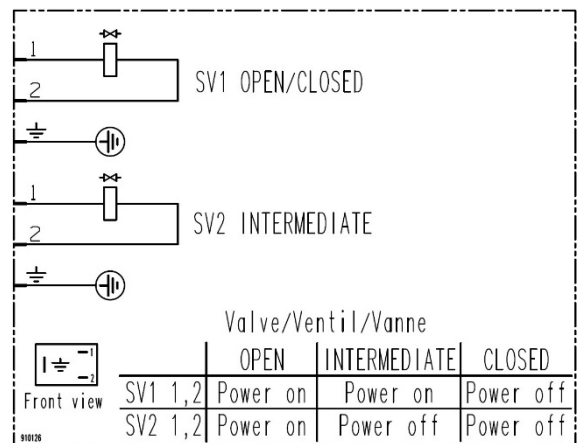 1
2
SV1 OPEN/CLOSED
1
2
SV2 INTERMEDIATE
Valve/Ventil/Vanne
OPEN INTERMEDIATE CLOSED
SV1 1,2 Power on Power on Power off
SV2 1,2 Power on Power off Power off
1
2
Front view
910126